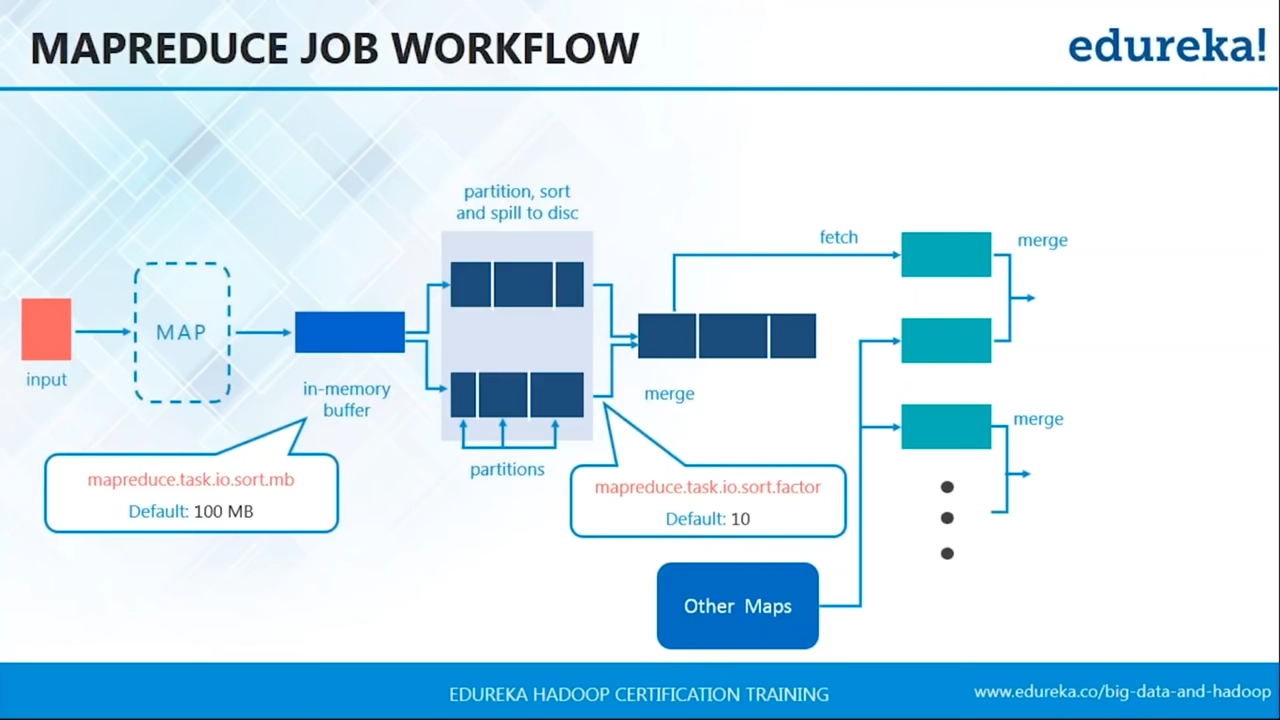 MAPREDUCE JOB WORKFLOW
edureka!
partition, sort
and spill to disc
fetch
merge
MAP
input
in-memory
buffer
merge
merge
partitions
mapreduce.task.io.sort.mb
Default: 100 MB
mapreduce.task.io.sort.factor
Default: 10
Other Maps
EDUREKA HADOOP CERTIFICATION TRAINING
www.edureka.co/big-data-and-hadoop